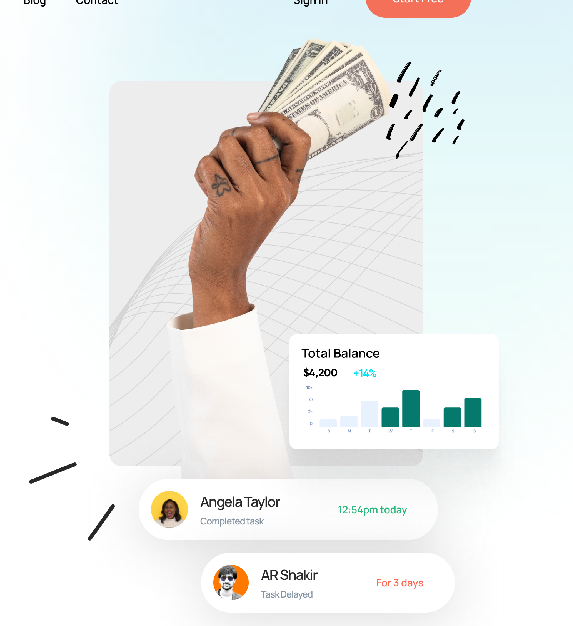 Blog Contact Sign in Start Free
Total Balance
$4,200 +14%
Angela Taylor
Completed task
12:54pm today
AR Shakir
Task Delayed
For 3 days